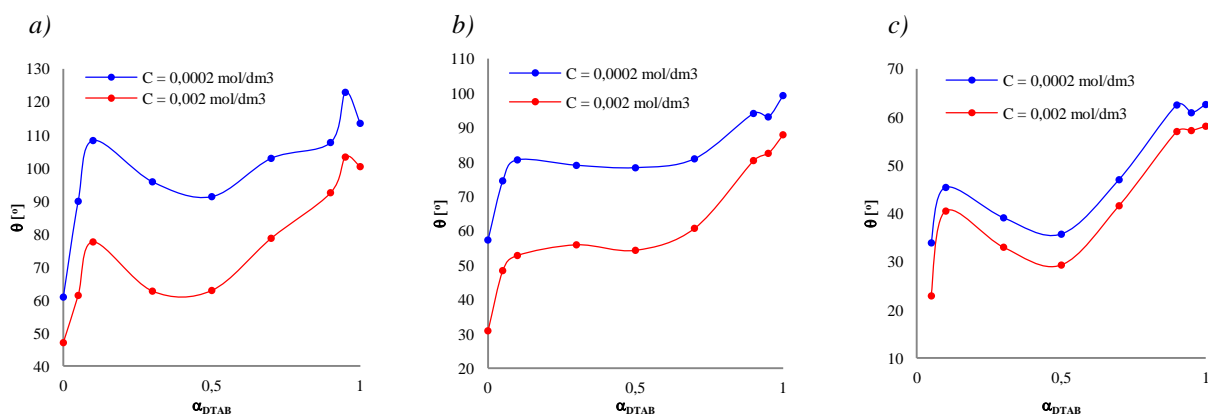 a)
C = 0,0002 mol/dm3
C = 0,002 mol/dm3
130
120
110
100
90
80
70
60
50
40
θ [º]
0
0,5
1
αDTAB
b)
C = 0,0002 mol/dm3
C = 0,002 mol/dm3
110
100
90
80
70
60
50
40
30
20
θ [º]
0
0,5
1
αDTAB
c)
C = 0,0002 mol/dm3
C = 0,002 mol/dm3
70
60
50
40
30
20
10
θ [º]
0
0,5
1
αDTAB